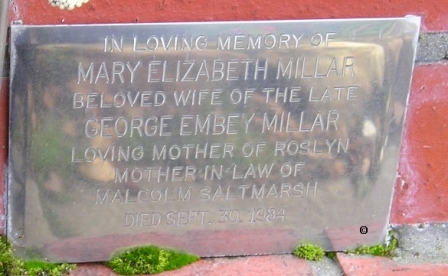 IN LOVING MEMORY OF
MARY ELIZABETH MILLAR
BELOVED WIFE OF THE LATE
GEORGE EMBEY MILLAR
LOVING MOTHER OF ROSLYN
MOTHER-IN-LAW OF
MALCOLM SALTMARSH
DIED SEPT. 30, 1984
@